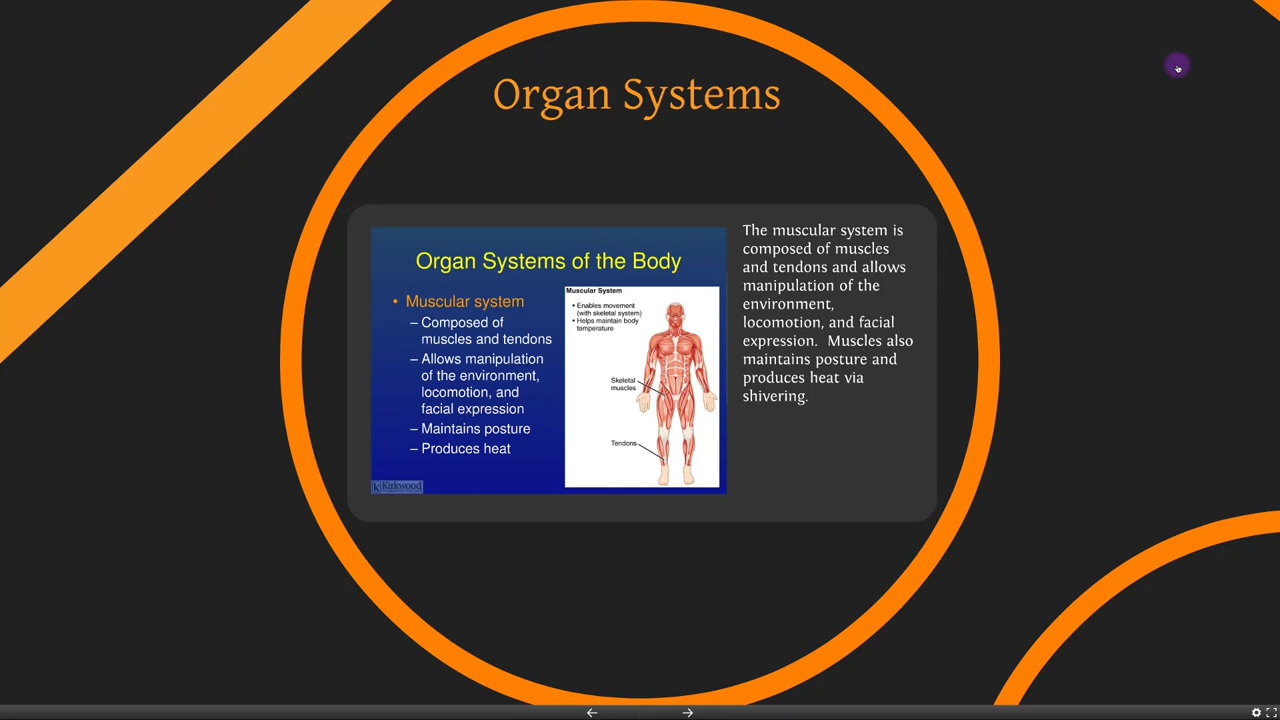 Organ Systems
Organ Systems of the Body
• Muscular system
– Composed of
muscles and tendons
– Allows manipulation
of the environment,
locomotion, and
facial expression
– Maintains posture
– Produces heat
Muscular System
• Enables movement
(with skeletal system)
• Helps maintain body
temperature
Skeletal
muscles
Tendons
Kirkwood
The muscular system is
composed of muscles
and tendons and allows
manipulation of the
environment,
locomotion, and facial
expression.  Muscles also
maintains posture and
produces heat via
shivering.